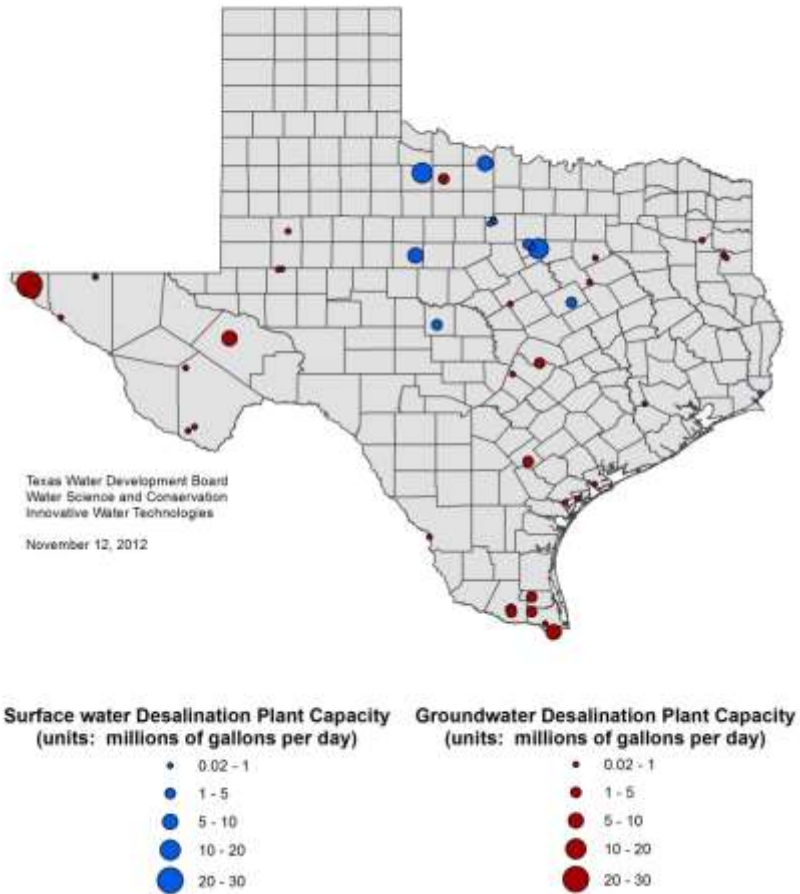 Texas Water Development Board
Water Science and Conservation
Innovative Water Technologies
November 12, 2012
Surface water Desalination Plant Capacity
(units: millions of gallons per day)
0.02 - 1
1 - 5
5 - 10
10 - 20
20 - 30
Groundwater Desalination Plant Capacity
(units: millions of gallons per day)
0.02 - 1
1 - 5
5 - 10
10 - 20
20 - 30